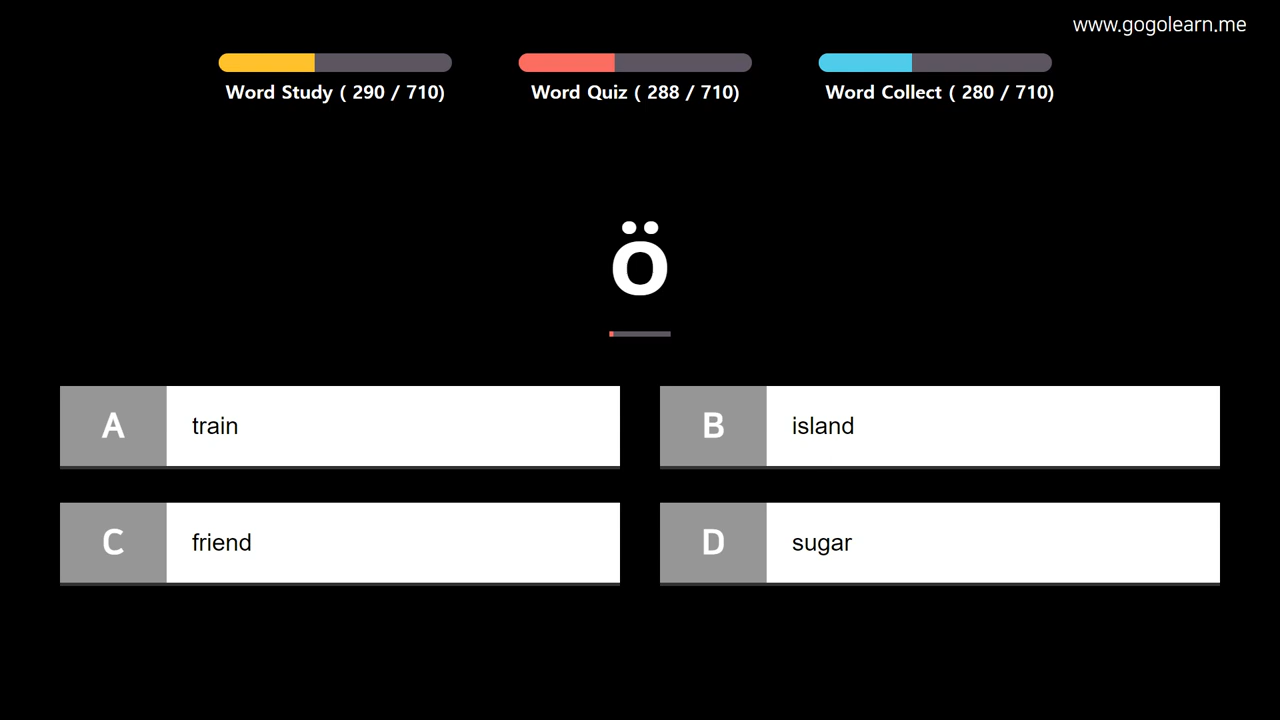 www.gogolearn.me
Word Study ( 290 / 710)
Word Quiz ( 288 / 710)
Word Collect ( 280 / 710)
ö
A train
B island
C friend
D sugar